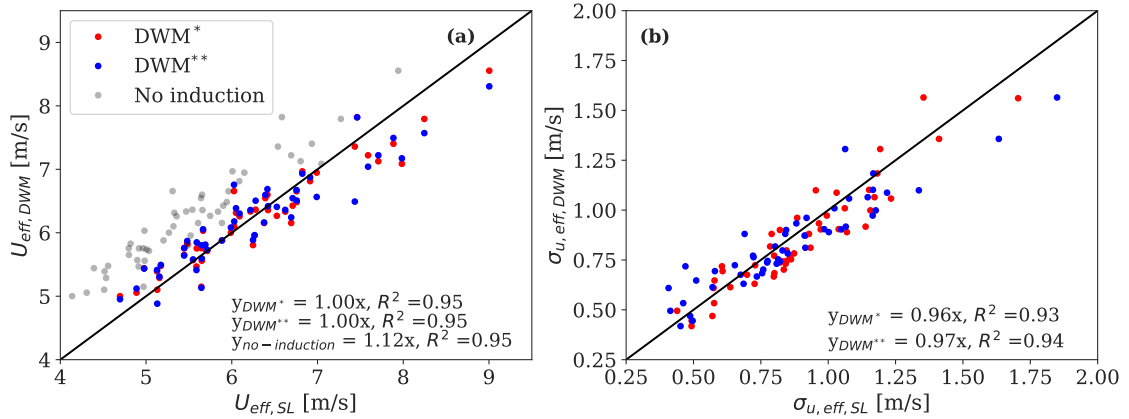 (a)
DWM*
DWM**
No induction
y_DWM* = 1.00x, R² =0.95
y_DWM** = 1.00x, R² =0.95
y_no−induction = 1.12x, R² =0.95
9
8
7
6
5
4
4 5 6 7 8 9
U_eff,DWM [m/s]
U_eff,SL [m/s]
(b)
y_DWM* = 0.96x, R² =0.93
y_DWM** = 0.97x, R² =0.94
2.00
1.75
1.50
1.25
1.00
0.75
0.50
0.25
0.25 0.50 0.75 1.00 1.25 1.50 1.75 2.00
σ_u,eff,DWM [m/s]
σ_u,eff,SL [m/s]